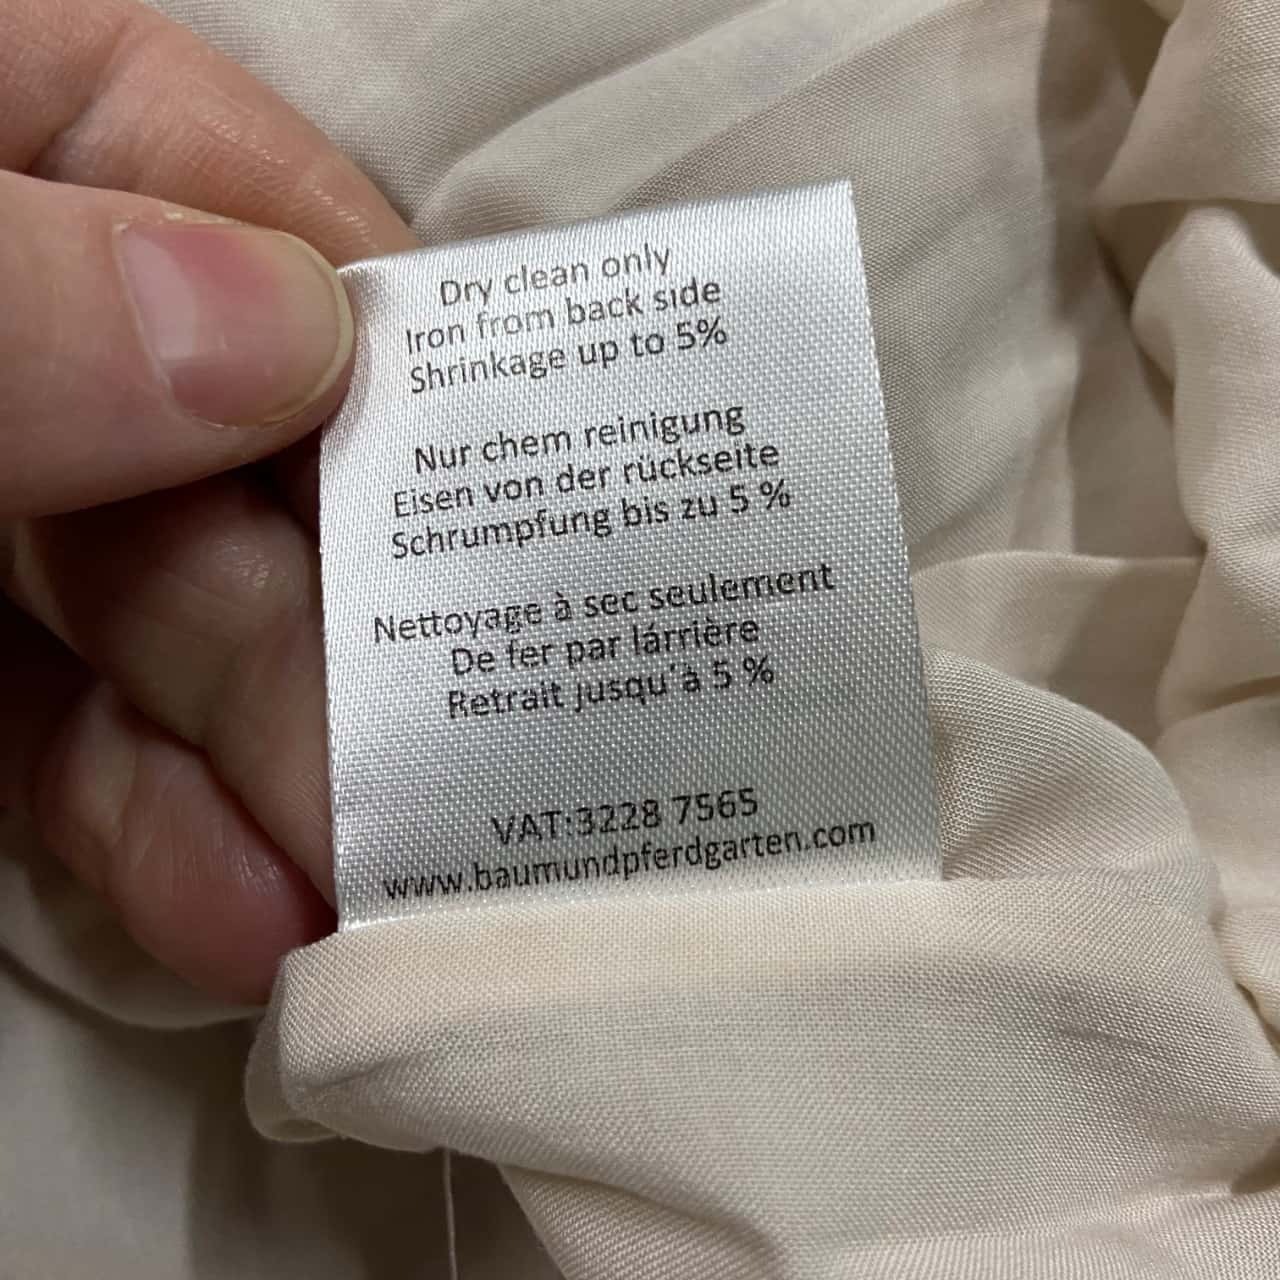 Dry clean only
Iron from back side
Shrinkage up to 5%
Nur chem reinigung
Eisen von der rückseite
Schrumpfung bis zu 5 %
Nettoyage à sec seulement
De fer par lárrière
Retrait jusqu'à 5 %
VAT:3228 7565
www.baumundpferdgarten.com